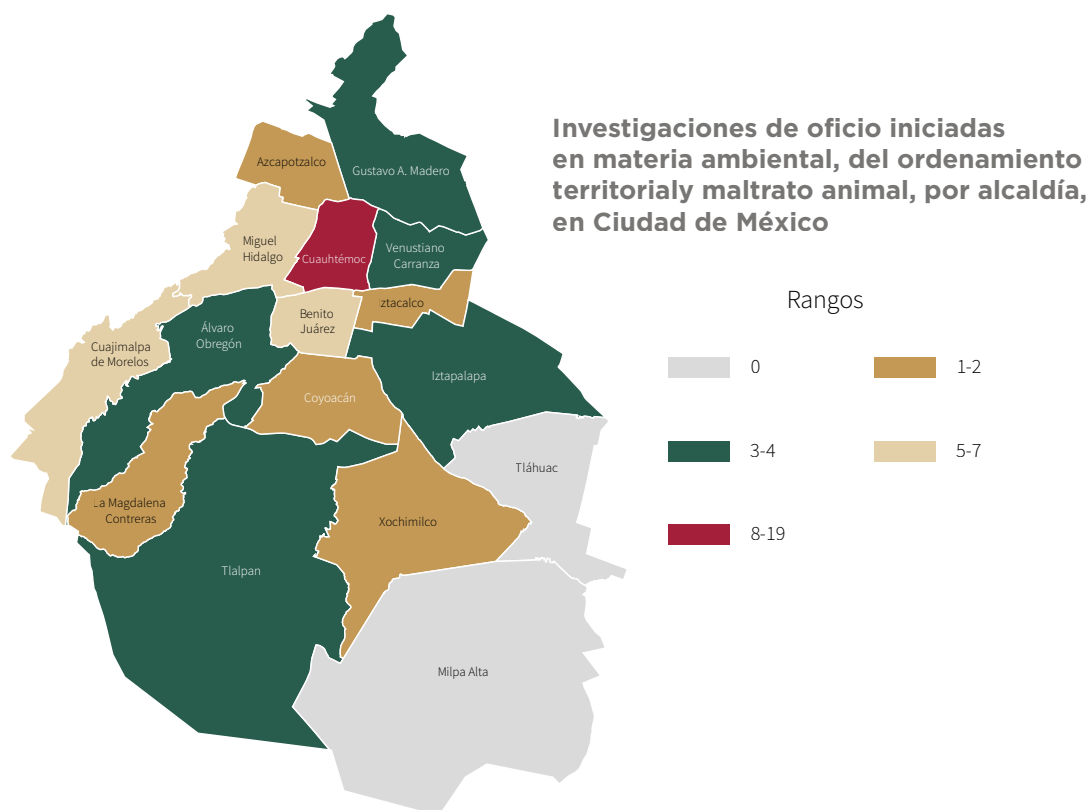 Investigaciones de oficio iniciadas
en materia ambiental, del ordenamiento
territorialy maltrato animal, por alcaldía,
en Ciudad de México
Rangos
0
1-2
3-4
5-7
8-19
Azcapotzalco
Gustavo A. Madero
Miguel
Hidalgo
Cuauhtémoc
Venustiano
Carranza
ztacalco
Benito
Juárez
Álvaro
Obregón
Cuajimalpa
de Morelos
Iztapalapa
Coyoacán
Tláhuac
La Magdalena
Contreras
Xochimilco
Tlalpan
Milpa Alta